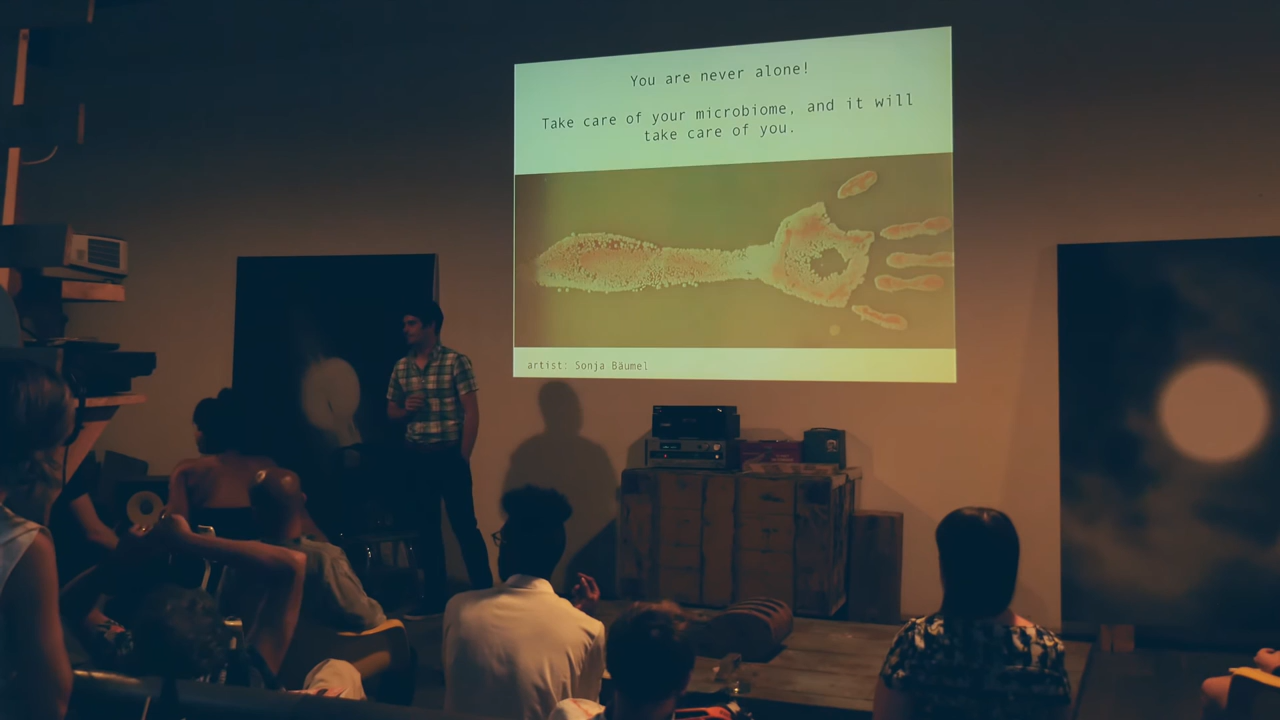 You are never alone!
Take care of your microbiome, and it will
take care of you.
artist: Sonja Bäumel